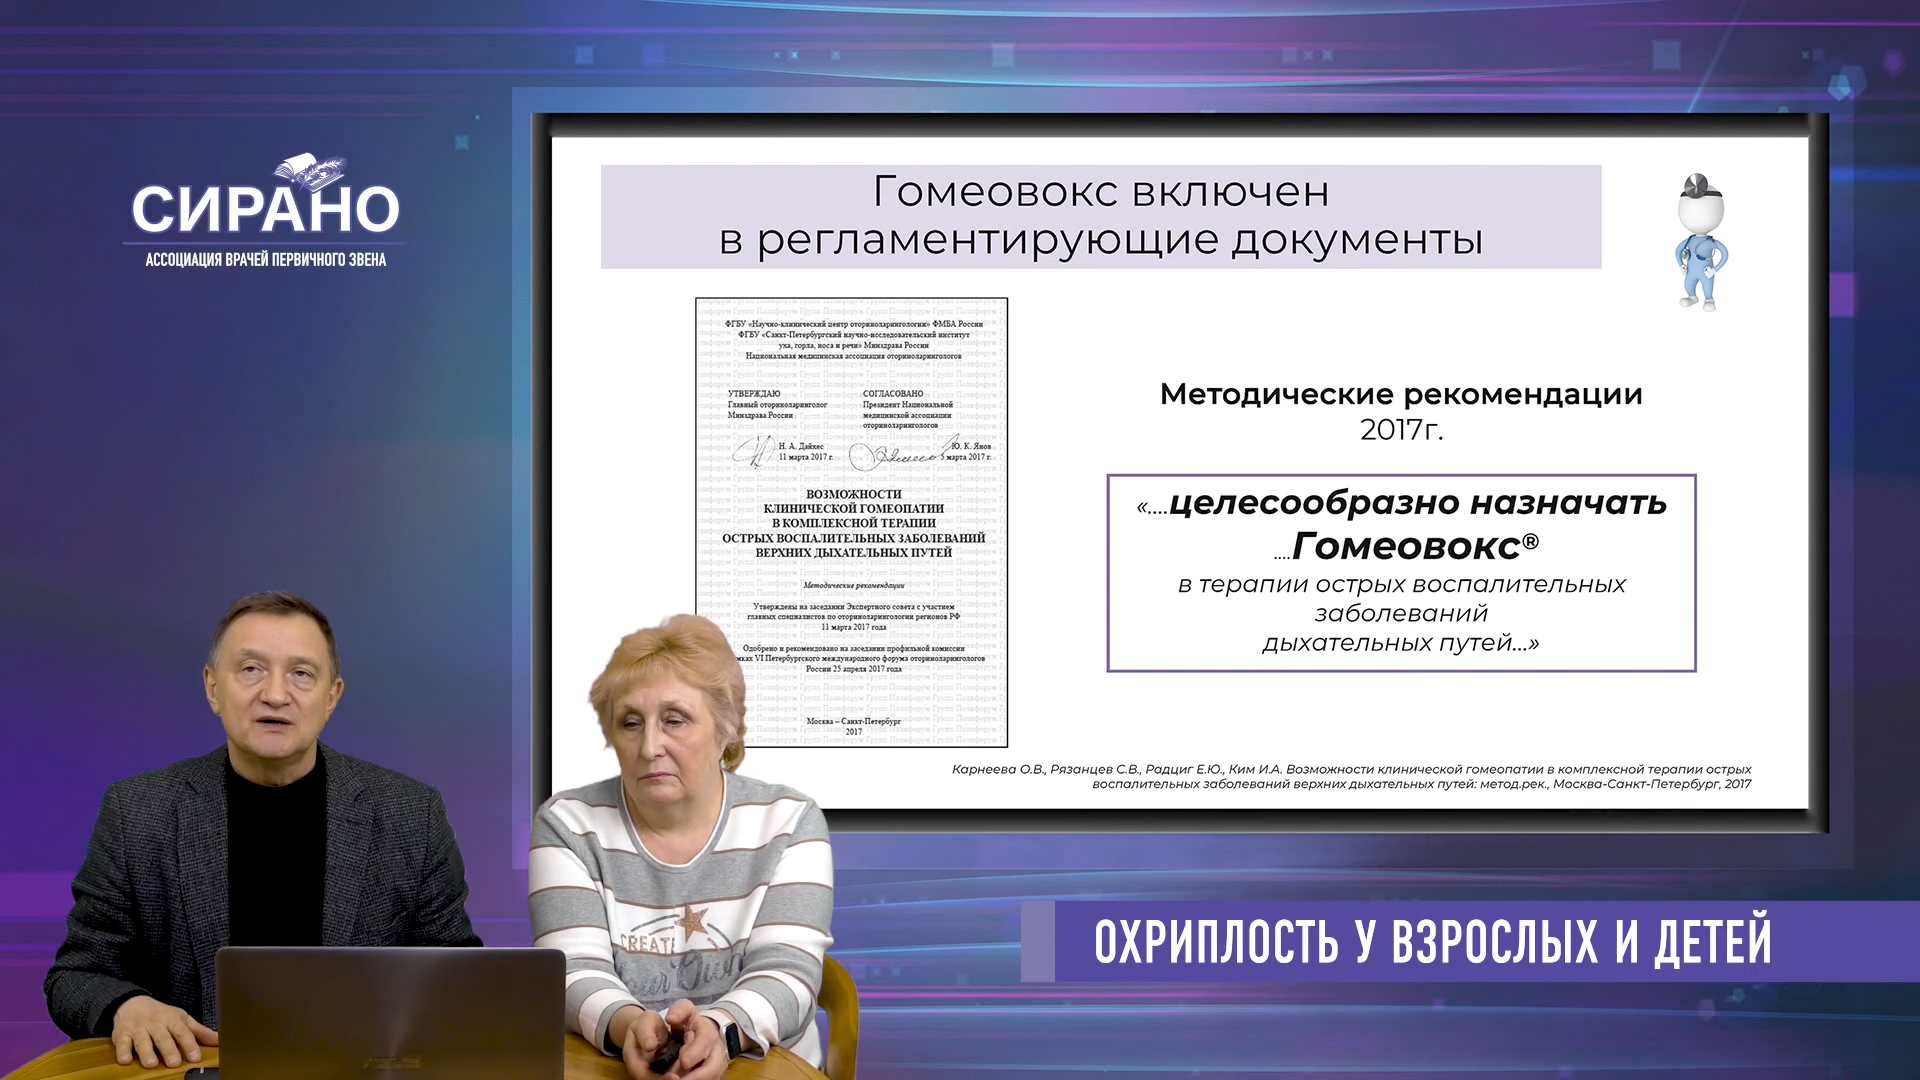 СИРАНО
АССОЦИАЦИЯ ВРАЧЕЙ ПЕРВИЧНОГО ЗВЕНА
Гомеовокс включен
в регламентирующие документы
ФГБУ «Научно-клинический центр оториноларингологии» ФМБА России
ФГБУ «Санкт-Петербургский научно-исследовательский институт
уха, горла, носа и речи» Минздрава России
Национальная медицинская ассоциация оториноларингологов
УТВЕРЖДАЮ
Главный оториноларинголог
Минздрава России
Н. А. Дайхес
11 марта 2017 г.
СОГЛАСОВАНО
Президент Национальной
медицинской ассоциации
оториноларингологов
Ю. К. Янов
5 марта 2017 г.
ВОЗМОЖНОСТИ
КЛИНИЧЕСКОЙ ГОМЕОПАТИИ
В КОМПЛЕКСНОЙ ТЕРАПИИ
ОСТРЫХ ВОСПАЛИТЕЛЬНЫХ ЗАБОЛЕВАНИЙ
ВЕРХНИХ ДЫХАТЕЛЬНЫХ ПУТЕЙ
Методические рекомендации
Утверждены на заседании Экспертного совета с участием
главных специалистов по оториноларингологии регионов РФ
11 марта 2017 года
Одобрено и рекомендовано на заседании профильной комиссии
VI Петербургского международного форума оториноларингологов
России 25 апреля 2017 года
Москва – Санкт-Петербург
2017
Методические рекомендации
2017г.
«....целесообразно назначать
....Гомеовокс®
в терапии острых воспалительных
заболеваний
дыхательных путей...»
Карнеева О.В., Рязанцев С.В., Радциг Е.Ю., Ким И.А. Возможности клинической гомеопатии в комплексной терапии острых
воспалительных заболеваний верхних дыхательных путей: метод.рек., Москва-Санкт-Петербург, 2017
CREATE
ОХРИПЛОСТЬ У ВЗРОСЛЫХ И ДЕТЕЙ